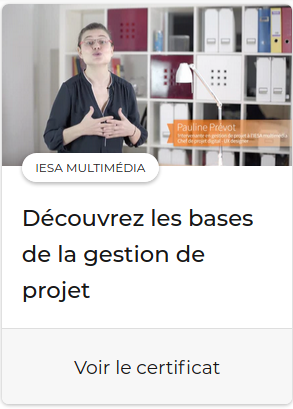 Pauline Prévot
Intervenante en gestion de projet à l'IESA multimédia
Chef de projet digital - UX designer
IESA MULTIMÉDIA
Découvrez les bases
de la gestion de
projet
Voir le certificat